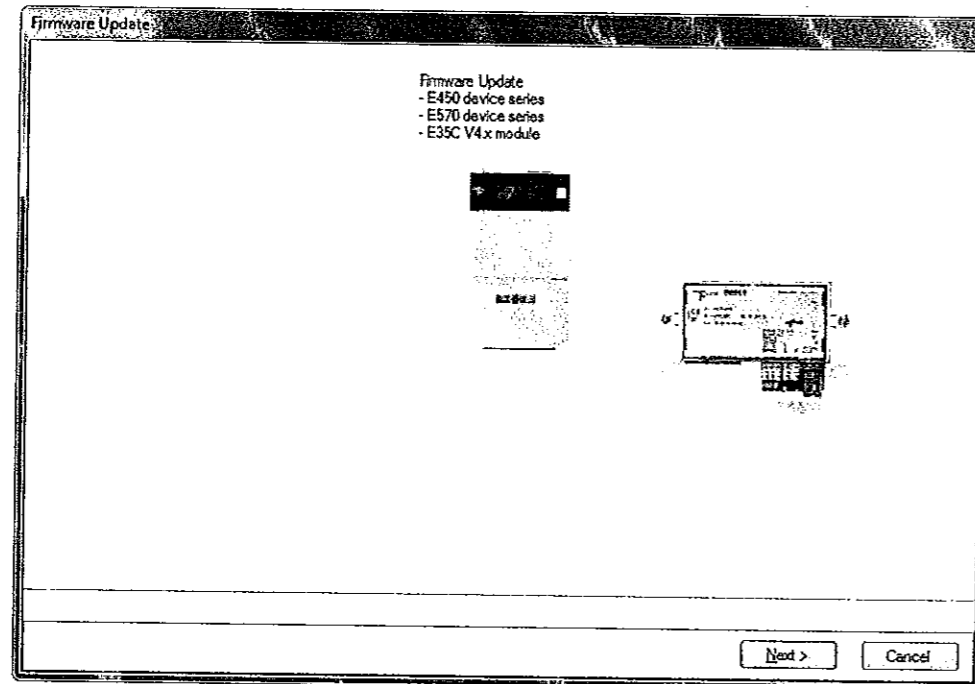 Firmware Update
Firmware Update
- E450 device series
- E570 device series
- E35C V4.x module
Next >
Cancel